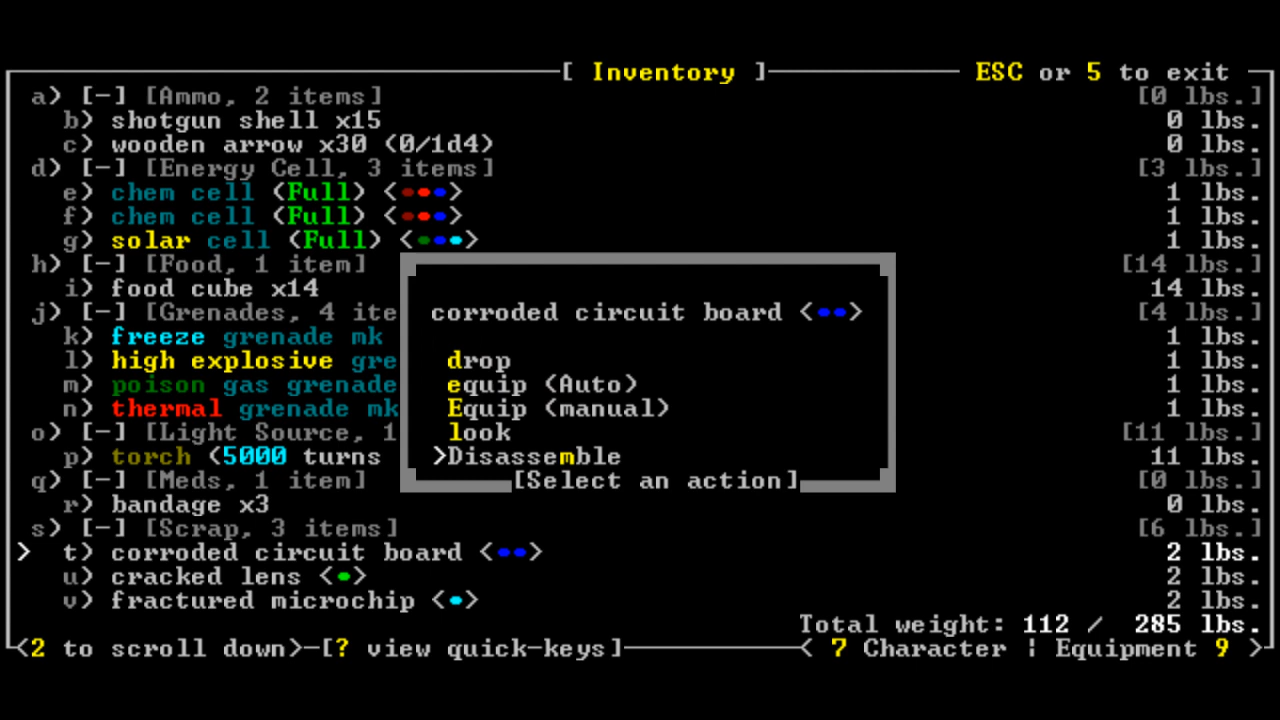 [ Inventory ] ESC or 5 to exit
a) [-] [Ammo, 2 items] [0 lbs.]
b) shotgun shell x15 0 lbs.
c) wooden arrow x30 (0/1d4) 0 lbs.
d) [-] [Energy Cell, 3 items] [3 lbs.]
e) chem cell (Full) <•••> 1 lbs.
f) chem cell (Full) <•••> 1 lbs.
g) solar cell (Full) <•••> 1 lbs.
h) [-] [Food, 1 item] [14 lbs.]
i) food cube x14 14 lbs.
j) [-] [Grenades, 4 ite [4 lbs.]
k) freeze grenade mk 1 lbs.
l) high explosive gre 1 lbs.
m) poison gas grenade 1 lbs.
n) thermal grenade mk 1 lbs.
o) [-] [Light Source, 1 [11 lbs.]
p) torch (5000 turns 11 lbs.
q) [-] [Meds, 1 item] [0 lbs.]
r) bandage x3 0 lbs.
s) [-] [Scrap, 3 items] [6 lbs.]
> t) corroded circuit board <••> 2 lbs.
u) cracked lens <•> 2 lbs.
v) fractured microchip <•> 2 lbs.
Total weight: 112 / 285 lbs.
<2 to scroll down>-[? view quick-keys] < 7 Character ¦ Equipment 9 >
corroded circuit board <••>
drop
equip (Auto)
Equip (manual)
look
>Disassemble
[Select an action]